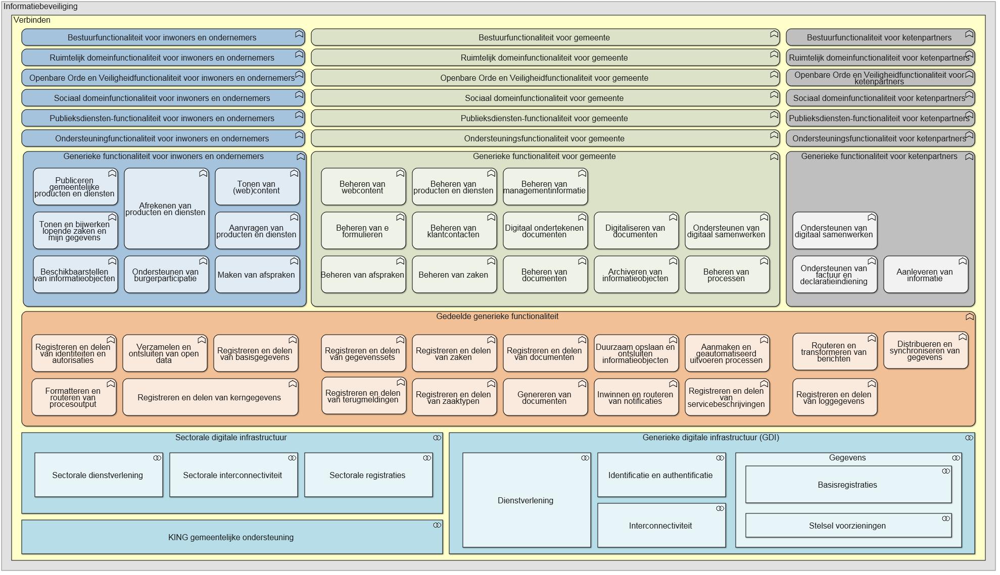 Informatiebeveiliging
Verbinden
Bestuurfunctionaliteit voor inwoners en ondernemers
Bestuurfunctionaliteit voor gemeente
Bestuurfunctionaliteit voor ketenpartners
Ruimtelijk domeinfunctionaliteit voor inwoners en ondernemers
Ruimtelijk domeinfunctionaliteit voor gemeente
Ruimtelijk domeinfunctionaliteit voor ketenpartners
Openbare Orde en Veiligheidfunctionaliteit voor inwoners en ondernemers
Openbare Orde en Veiligheidfunctionaliteit voor gemeente
Openbare Orde en Veiligheidfunctionaliteit voor
ketenpartners
Sociaal domeinfunctionaliteit voor inwoners en ondernemers
Sociaal domeinfunctionaliteit voor gemeente
Sociaal domeinfunctionaliteit voor ketenpartners
Publieksdiensten-functionaliteit voor inwoners en ondernemers
Publieksdiensten-functionaliteit voor gemeente
Publieksdiensten-functionaliteit voor ketenpartners
Ondersteuningfunctionaliteit voor inwoners en ondernemers
Ondersteuningsfunctionaliteit voor gemeente
Ondersteuningsfunctionaliteit voor ketenpartners
Generieke functionaliteit voor inwoners en ondernemers
Publiceren
gemeentelijke
producten en diensten
Afrekenen van
producten en diensten
Tonen van
(web)content
Tonen en bijwerken
lopende zaken en
mijn gegevens
Aanvragen van
producten en diensten
Beschikbaarstellen
van informatieobjecten
Ondersteunen van
burgerparticipatie
Maken van afspraken
Generieke functionaliteit voor gemeente
Beheren van
webcontent
Beheren van
producten en diensten
Beheren van
managementinformatie
Beheren van e
formulieren
Beheren van
klantcontacten
Digitaal ondertekenen
documenten
Digitaliseren van
documenten
Ondersteunen van
digitaal samenwerken
Beheren van afspraken
Beheren van zaken
Beheren van
documenten
Archiveren van
informatieobjecten
Beheren van
processen
Generieke functionaliteit voor ketenpartners
Ondersteunen van
digitaal samenwerken
Ondersteunen van
factuur en
declaratieindiening
Aanleveren van
informatie
Gedeelde generieke functionaliteit
Registreren en delen
van identiteiten en
autorisaties
Verzamelen en
ontsluiten van open
data
Registreren en delen
van basisgegevens
Registreren en delen
van gegevenssets
Registreren en delen
van zaken
Registreren en delen
van documenten
Duurzaam opslaan en
ontsluiten
informatieobjecten
Aanmaken en
geautomatiseerd
uitvoeren processen
Routeren en
transformeren van
berichten
Distribueren en
synchroniseren van
gegevens
Formatteren en
routeren van
procesoutput
Registreren en delen van kerngegevens
Registreren en delen
van terugmeldingen
Registreren en delen
van zaaktypen
Genereren van
documenten
Inwinnen en routeren
van notificaties
Registreren en delen
van
servicebeschrijvingen
Registreren en delen
van loggegevens
Sectorale digitale infrastructuur
Sectorale dienstverlening
Sectorale interconnectiviteit
Sectorale registraties
KING gemeentelijke ondersteuning
Generieke digitale infrastructuur (GDI)
Dienstverlening
Identificatie en authentificatie
Interconnectiviteit
Gegevens
Basisregistraties
Stelsel voorzieningen